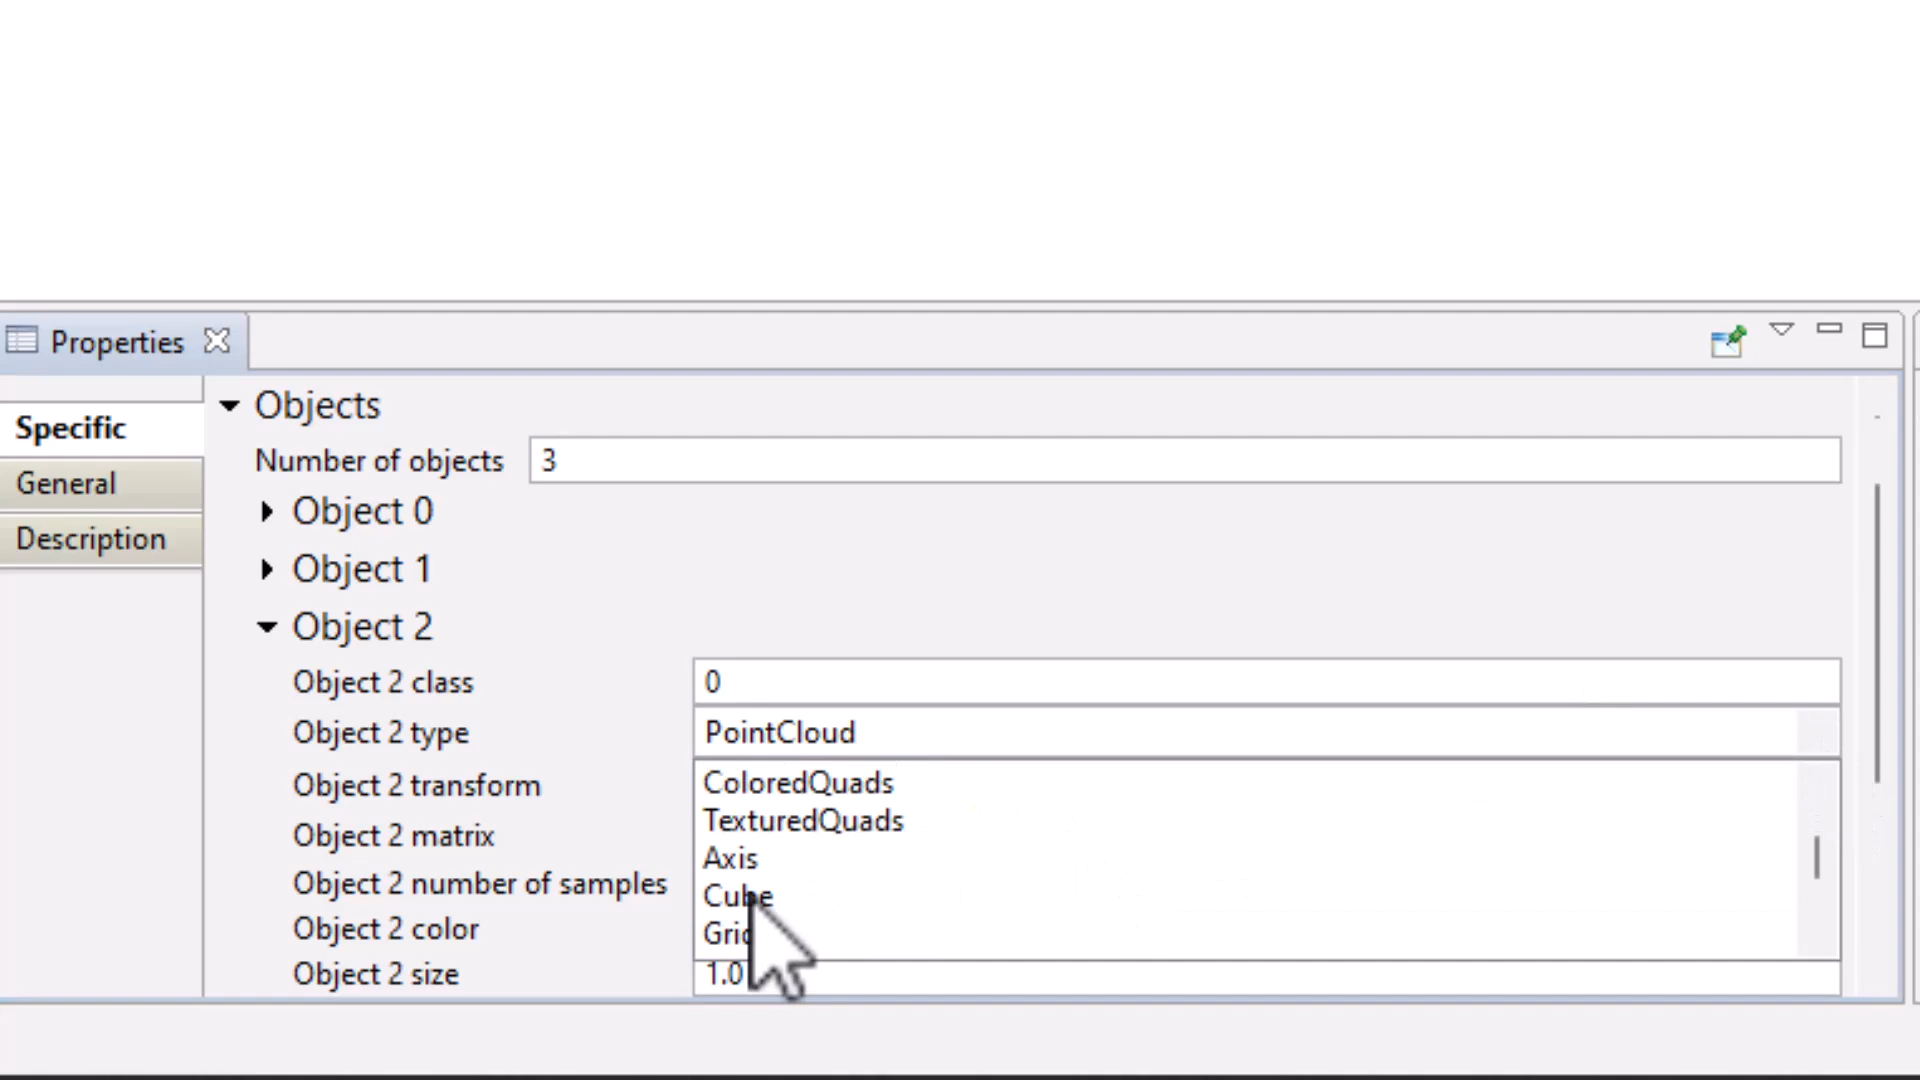 Properties
Specific
General
Description
Objects
Number of objects 3
Object 0
Object 1
Object 2
Object 2 class 0
Object 2 type PointCloud
Object 2 transform
Object 2 matrix
Object 2 number of samples
Object 2 color
Object 2 size 1.0
ColoredQuads
TexturedQuads
Axis
Cube